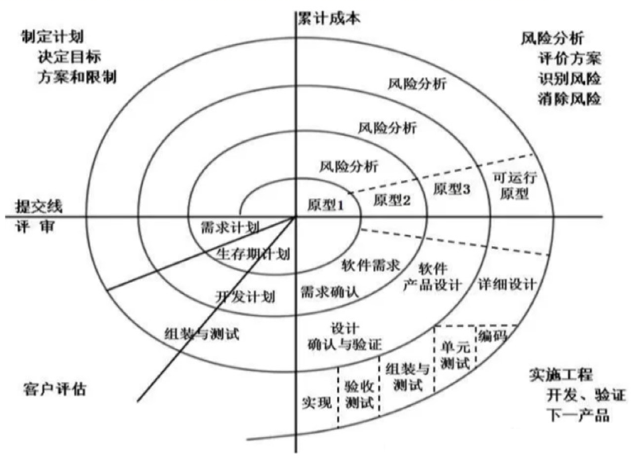 累计成本
制定计划
决定目标
方案和限制
风险分析
评价方案
识别风险
消除风险
风险分析
风险分析
风险分析
提交线
评 审
原型1
原型2
原型3
可运行
原型
需求计划
生存期计划
开发计划
组装与测试
软件需求
需求确认
软件
产品设计
详细设计
设计
确认与验证
实现
验收
测试
组装与
测试
单元
测试
编码
客户评估
实施工程
开发、验证
下一产品